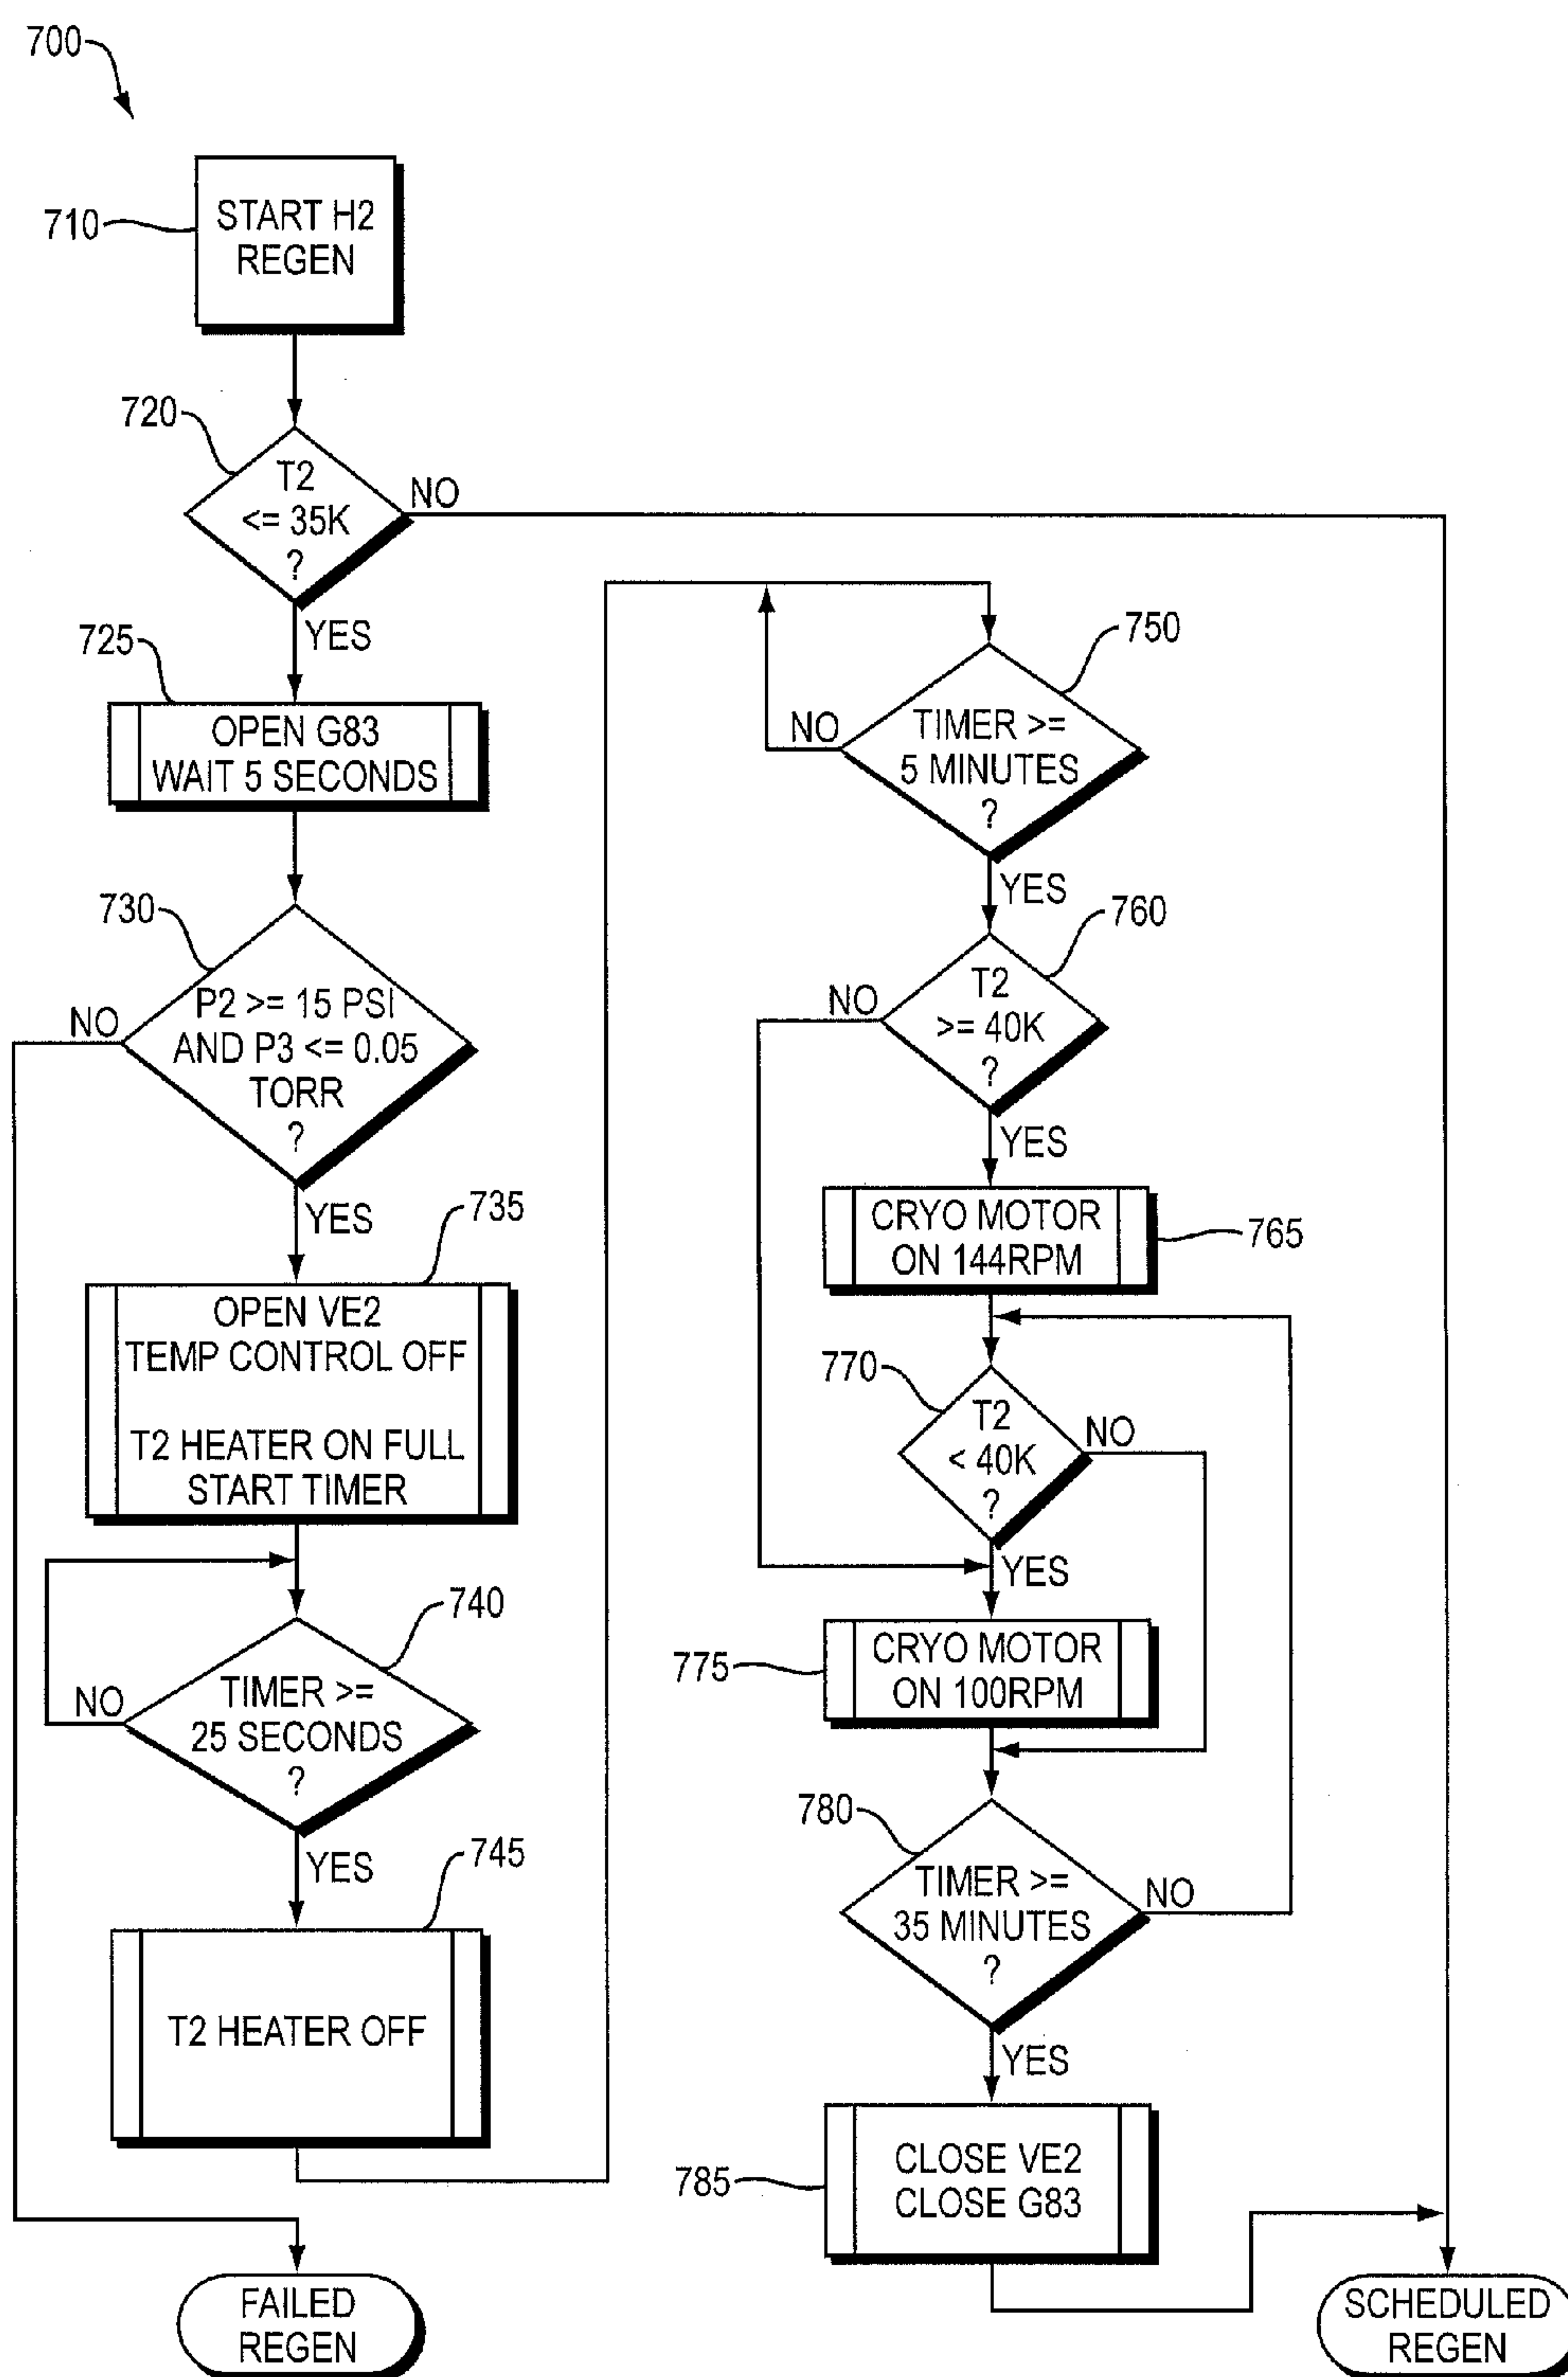 700
710
START H2
REGEN
720
T2
<= 35K
?
NO
YES
725
OPEN G83
WAIT 5 SECONDS
730
P2 >= 15 PSI
AND P3 <= 0.05
TORR
?
NO
YES
735
OPEN VE2
TEMP CONTROL OFF
T2 HEATER ON FULL
START TIMER
740
TIMER >=
25 SECONDS
?
NO
YES
745
T2 HEATER OFF
FAILED
REGEN
750
TIMER >=
5 MINUTES
?
NO
YES
760
T2
>= 40K
?
NO
YES
CRYO MOTOR
ON 144RPM
765
770
T2
< 40K
?
NO
YES
775
CRYO MOTOR
ON 100RPM
780
TIMER >=
35 MINUTES
?
NO
YES
785
CLOSE VE2
CLOSE G83
SCHEDULED
REGEN